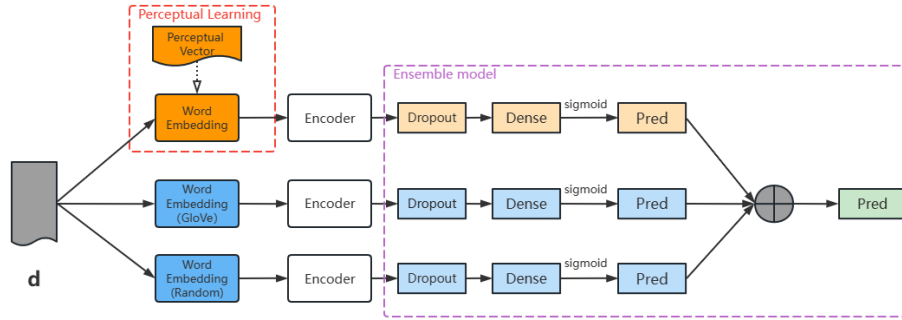 Perceptual Learning
Perceptual
Vector
Ensemble model
Word
Embedding
Encoder
Dropout
Dense
sigmoid
Pred
Word
Embedding
(GloVe)
Encoder
Dropout
Dense
sigmoid
Pred
Pred
d
Word
Embedding
(Random)
Encoder
Dropout
Dense
sigmoid
Pred